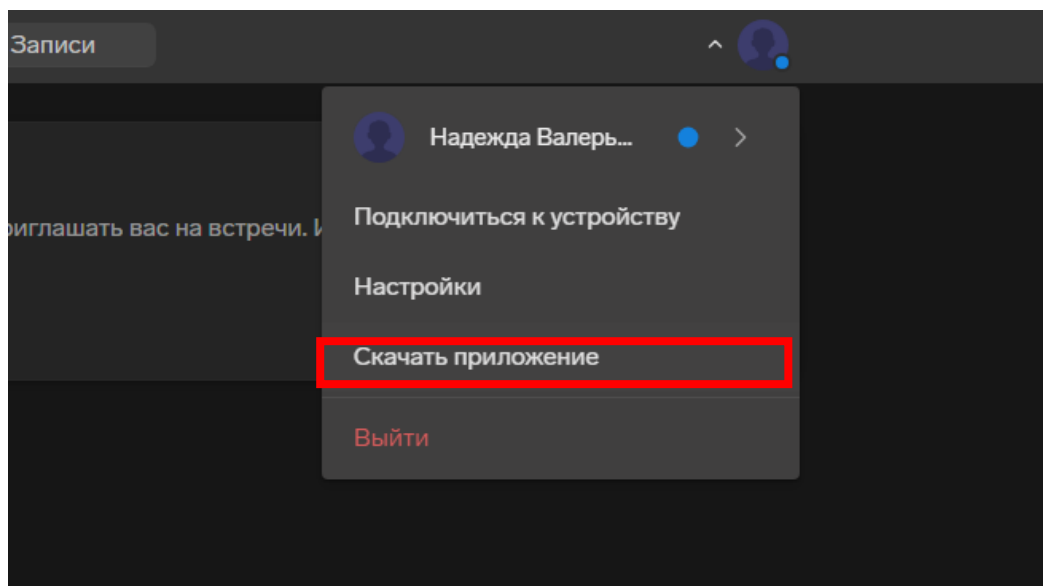 Записи
Надежда Валерь...
Подключиться к устройству
риглашать вас на встречи. И
Настройки
Скачать приложение
Выйти